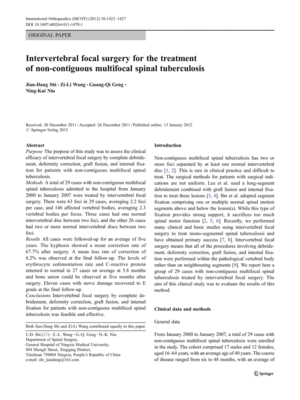 International Orthopaedics (SICOT) (2012) 36:1423–1427
DOI 10.1007/s00264-011-1476-1
ORIGINAL PAPER
Intervertebral focal surgery for the treatment
of non-contiguous multifocal spinal tuberculosis
Jian-Dang Shi · Zi-Li Wang · Guang-Qi Geng ·
Ning-Kui Niu
Received: 20 December 2011 / Accepted: 26 December 2011 / Published online: 13 January 2012
© Springer-Verlag 2012
Abstract
Purpose The purpose of this study was to assess the clinical
efficacy of intervertebral focal surgery by complete debride-
ment, deformity correction, graft fusion, and internal fixa-
tion for patients with non-contiguous multifocal spinal
tuberculosis.
Methods A total of 29 cases with non-contiguous multifocal
spinal tuberculosis admitted to the hospital from January
2000 to January 2007 were treated by intervertebral focal
surgery. There were 63 foci in 29 cases, averaging 2.2 foci
per case, and 146 affected vertebral bodies, averaging 2.3
vertebral bodies per focus. Three cases had one normal
intervertebral disc between two foci, and the other 26 cases
had two or more normal intervertebral discs between two
foci.
Results All cases were followed-up for an average of five
years. The kyphosis showed a mean correction rate of
67.7% after surgery. A mean loss rate of correction of
0.2% was observed at the final follow-up. The levels of
erythrocyte sedimentation rate and C-reactive protein
returned to normal in 27 cases on average at 5.8 months
and bone union could be observed at five months after
surgery. Eleven cases with nerve damage recovered to E
grade at the final follow-up.
Conclusions Intervertebral focal surgery by complete de-
bridement, deformity correction, graft fusion, and internal
fixation for patients with non-contiguous multifocal spinal
tuberculosis was feasible and effective.
Both Jian-Dang Shi and Zi-Li Wang contributed equally to this paper.
J.-D. Shi · Z.-L. Wang · G.-Q. Geng · N.-K. Niu
Department of Spinal Surgery,
General Hospital of Ningxia Medical University,
804 Shengli Street, Xingqing District,
Yinchuan 750004 Ningxia, People's Republic of China
e-mail: shi_jiandang@163.com
Introduction
Non-contiguous multifocal spinal tuberculosis has two or
more foci separated by at least one normal intervertebral
disc [1, 2]. This is rare in clinical practice and difficult to
treat. The surgical methods for patients with surgical indi-
cations are not uniform. Lee et al. used a long-segment
debridement combined with graft fusion and internal fixa-
tion to treat these lesions [3, 4]. Shi et al. adopted segment
fixation comprising one or multiple normal spinal motion
segments above and below the lesion(s). While this type of
fixation provides strong support, it sacrifices too much
spinal motor function [2, 5, 6]. Recently, we performed
many clinical and basic studies using intervertebral focal
surgery to treat mono-segmental spinal tuberculosis and
have obtained primary success [7, 8]. Intervertebral focal
surgery means that all of the procedures involving debride-
ment, deformity correction, graft fusion, and internal fixa-
tion were performed within the pathological vertebral body
rather than on neighbouring segments [9]. We report here a
group of 29 cases with non-contiguous multifocal spinal
tuberculosis treated by intervertebral focal surgery. The aim
of this clinical study was to evaluate the results of this
method.
Clinical data and methods
General data
From January 2000 to January 2007, a total of 29 cases with
non-contiguous multifocal spinal tuberculosis were enrolled
in the study. The cohort comprised 17 males and 12 females,
aged 16–64 years, with an average age of 40 years. The course
of disease ranged from six to 48 months, with an average of
Springer